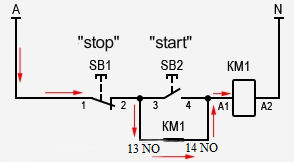 A N
"stop" "start"
SB1 SB2 KM1
1 2 3 4 A1 A2
KM1
13 NO 14 NO